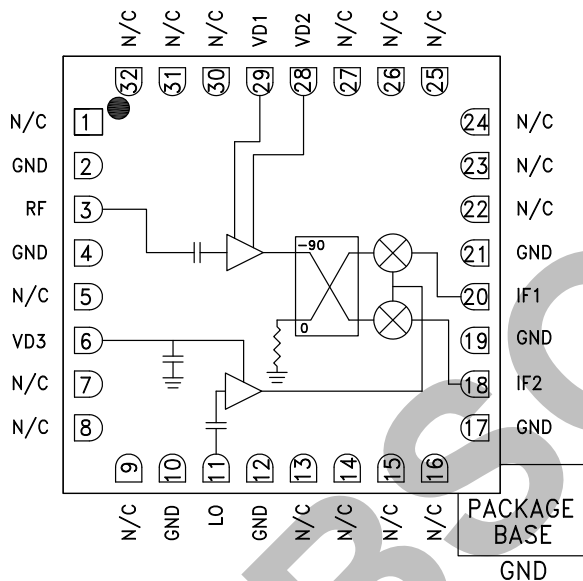 N/C N/C N/C VD1 VD2 N/C N/C N/C
32 31 30 29 28 27 26 25
N/C 1
GND 2
RF 3
GND 4
N/C 5
VD3 6
N/C 7
N/C 8
24 N/C
23 N/C
22 N/C
21 GND
20 IF1
19 GND
18 IF2
17 GND
-90
0
9 10 11 12 13 14 15 16
N/C GND LO GND N/C N/C N/C N/C
PACKAGE
BASE
GND
BSO